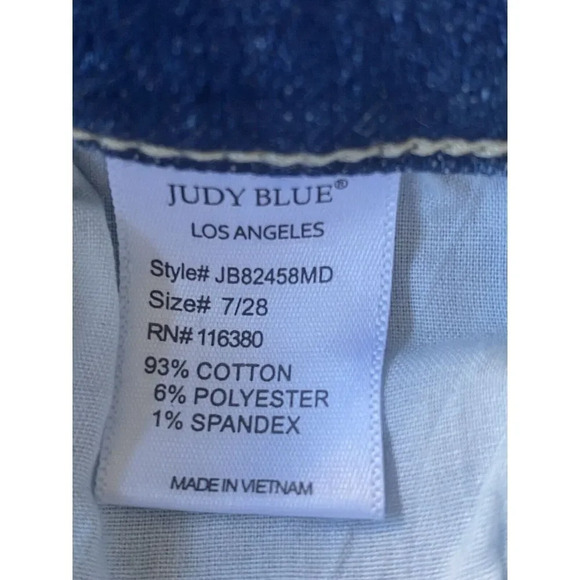 JUDY BLUE®
LOS ANGELES
Style# JB82458MD
Size# 7/28
RN# 116380
93% COTTON
6% POLYESTER
1% SPANDEX
MADE IN VIETNAM